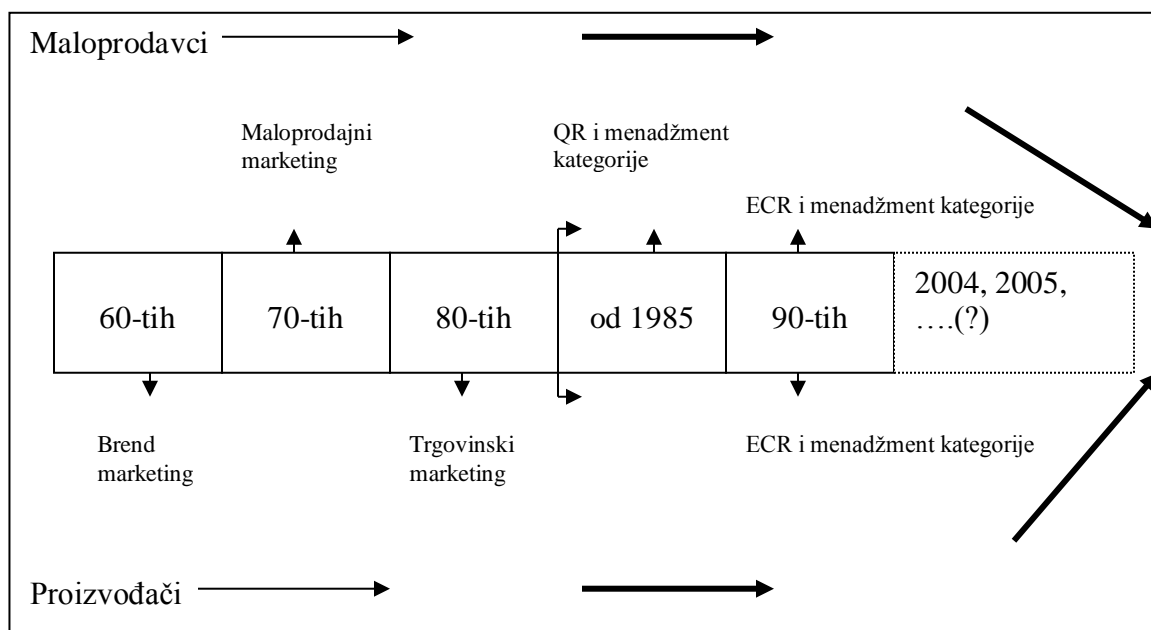 Maloprodavci
Maloprodajni
marketing
QR i menadžment
kategorije
ECR i menadžment kategorije
60-tih
70-tih
80-tih
od 1985
90-tih
2004, 2005,
….(?)
Brend
marketing
Trgovinski
marketing
ECR i menadžment kategorije
Proizvođači